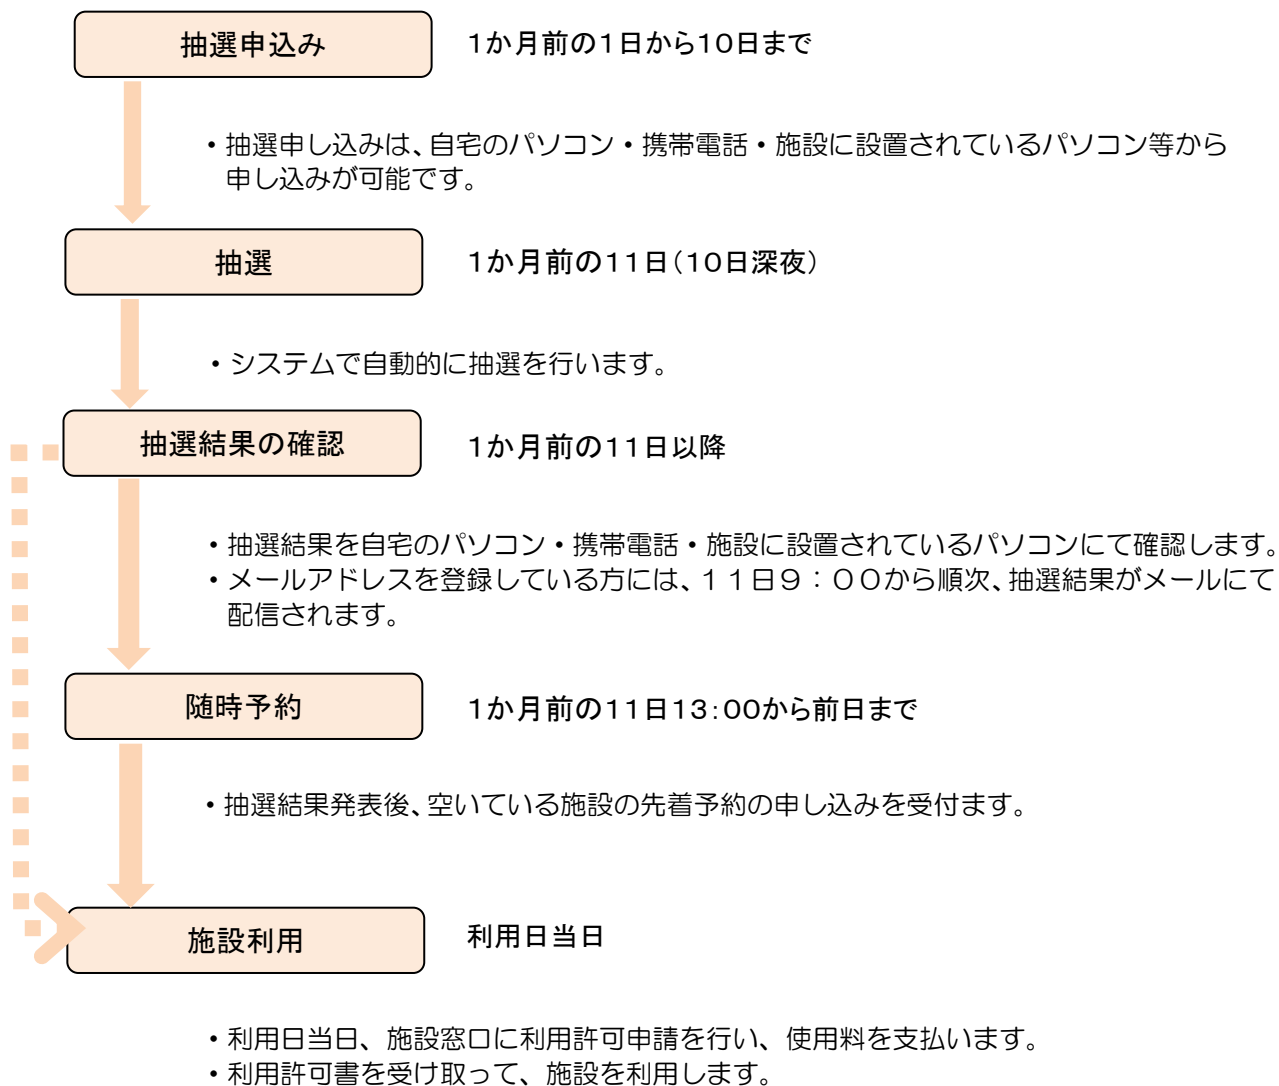 抽選申込み
1か月前の1日から10日まで
・抽選申し込みは、自宅のパソコン・携帯電話・施設に設置されているパソコン等から
申し込みが可能です。
抽選
1か月前の11日(10日深夜)
・システムで自動的に抽選を行います。
抽選結果の確認
1か月前の11日以降
・抽選結果を自宅のパソコン・携帯電話・施設に設置されているパソコンにて確認します。
・メールアドレスを登録している方には、11日9:00から順次、抽選結果がメールにて
配信されます。
随時予約
1か月前の11日13:00から前日まで
・抽選結果発表後、空いている施設の先着予約の申し込みを受付ます。
施設利用
利用日当日
・利用日当日、施設窓口に利用許可申請を行い、使用料を支払います。
・利用許可書を受け取って、施設を利用します。